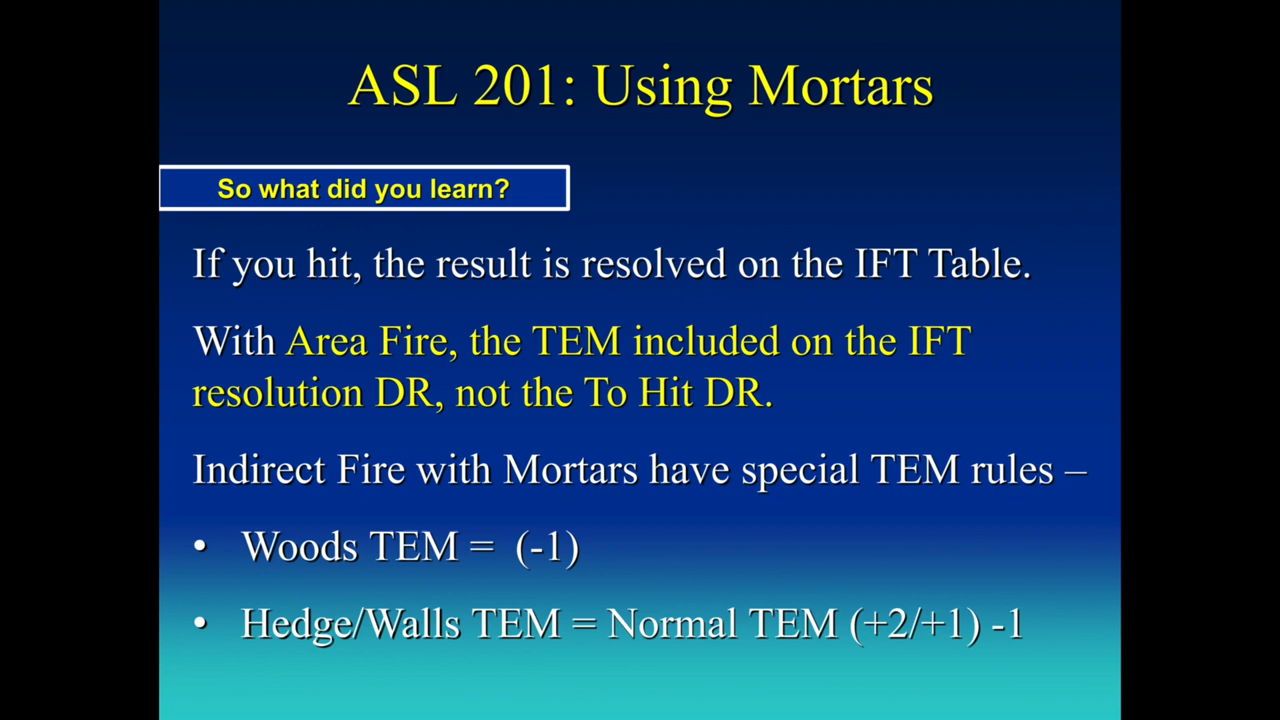 ASL 201: Using Mortars
So what did you learn?
If you hit, the result is resolved on the IFT Table.
With Area Fire, the TEM included on the IFT
resolution DR, not the To Hit DR.
Indirect Fire with Mortars have special TEM rules –
• Woods TEM = (-1)
• Hedge/Walls TEM = Normal TEM (+2/+1) -1